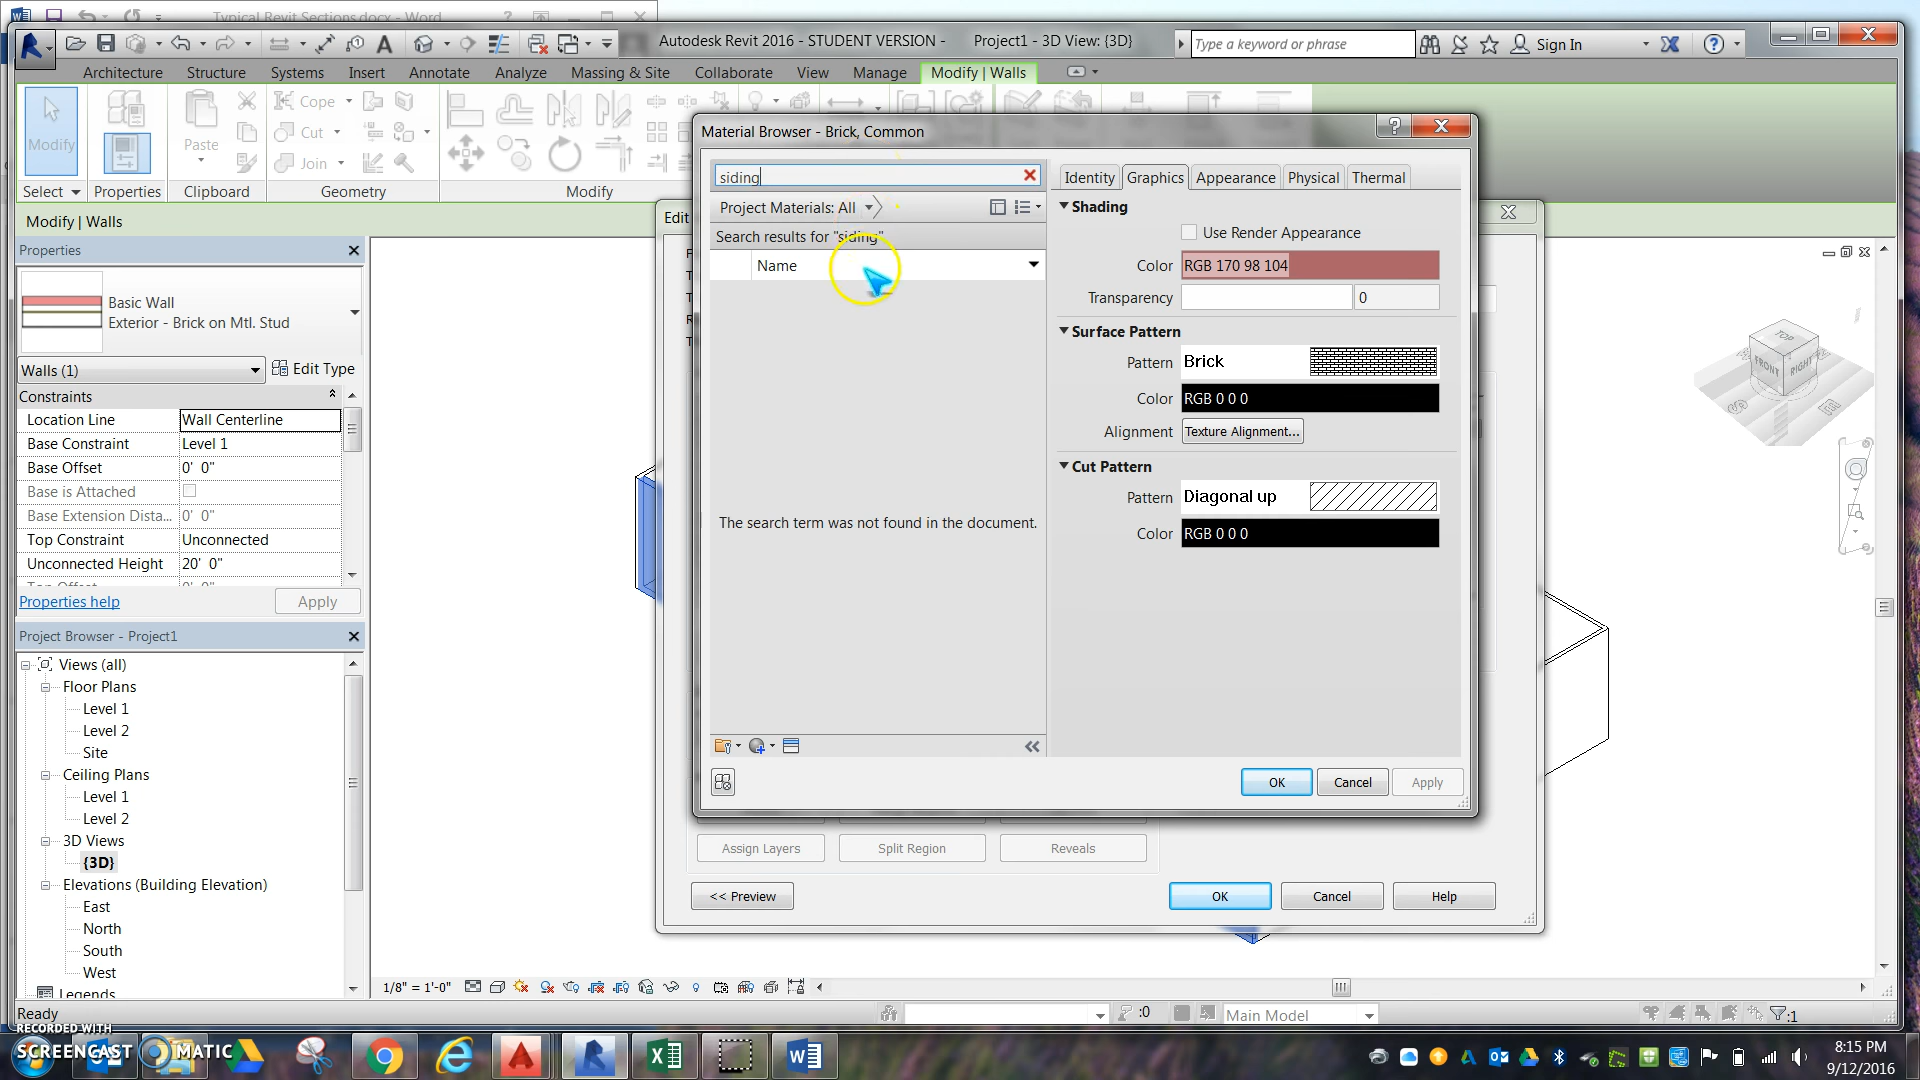 Typical Revit Sections.docx - Word
Autodesk Revit 2016 - STUDENT VERSION - Project1 - 3D View: {3D}
Type a keyword or phrase
Sign In
Architecture Structure Systems Insert Annotate Analyze Massing & Site Collaborate View Manage Modify | Walls
Modify
Paste
Cope
Cut
Join
Select Properties Clipboard Geometry Modify
Modify | Walls
Properties
Basic Wall
Exterior - Brick on Mtl. Stud
Walls (1) Edit Type
Constraints
Location Line Wall Centerline
Base Constraint Level 1
Base Offset 0' 0"
Base is Attached
Base Extension Dista... 0' 0"
Top Constraint Unconnected
Unconnected Height 20' 0"
Top Offset 0' 0"
Properties help Apply
Project Browser - Project1
Views (all)
Floor Plans
Level 1
Level 2
Site
Ceiling Plans
Level 1
Level 2
3D Views
{3D}
Elevations (Building Elevation)
East
North
South
West
Legends
Edit
Material Browser - Brick, Common
siding
Project Materials: All
Search results for "siding"
Name
The search term was not found in the document.
Identity Graphics Appearance Physical Thermal
Shading
Use Render Appearance
Color RGB 170 98 104
Transparency 0
Surface Pattern
Pattern Brick
Color RGB 0 0 0
Alignment Texture Alignment...
Cut Pattern
Pattern Diagonal up
Color RGB 0 0 0
OK Cancel Apply
Assign Layers Split Region Reveals
<< Preview OK Cancel Help
TOP
FRONT
RIGHT
1/8" = 1'-0"
Ready
:0
Main Model
:1
RECORDED WITH
SCREENCAST MATIC
8:15 PM
9/12/2016